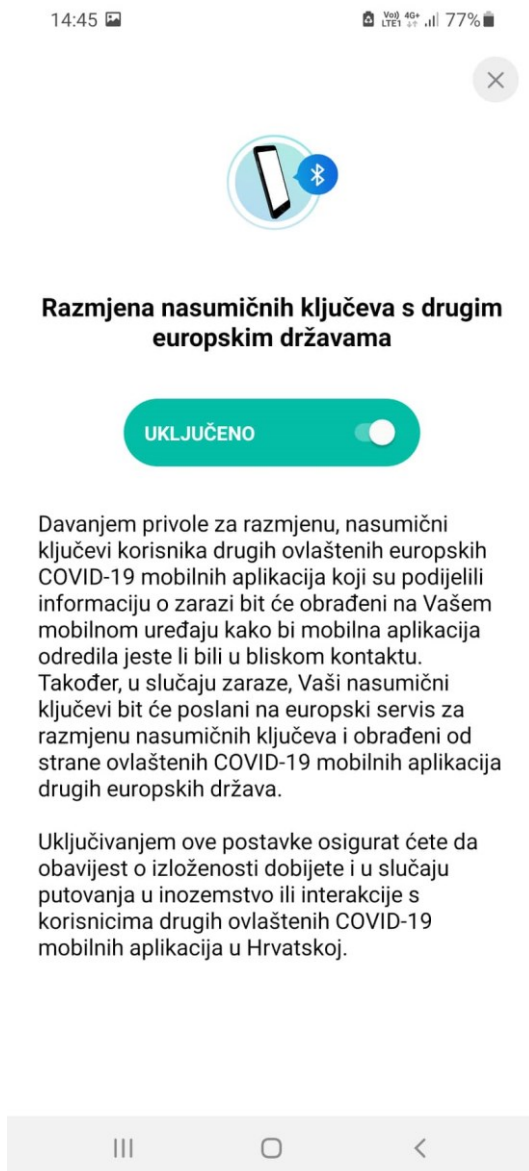 14:45
Vo)) 4G+
LTE1 77%
Razmjena nasumičnih ključeva s drugim
europskim državama
UKLJUČENO
Davanjem privole za razmjenu, nasumični
ključevi korisnika drugih ovlaštenih europskih
COVID-19 mobilnih aplikacija koji su podijelili
informaciju o zarazi bit će obrađeni na Vašem
mobilnom uređaju kako bi mobilna aplikacija
odredila jeste li bili u bliskom kontaktu.
Također, u slučaju zaraze, Vaši nasumični
ključevi bit će poslani na europski servis za
razmjenu nasumičnih ključeva i obrađeni od
strane ovlaštenih COVID-19 mobilnih aplikacija
drugih europskih država.
Uključivanjem ove postavke osigurat ćete da
obavijest o izloženosti dobijete i u slučaju
putovanja u inozemstvo ili interakcije s
korisnicima drugih ovlaštenih COVID-19
mobilnih aplikacija u Hrvatskoj.